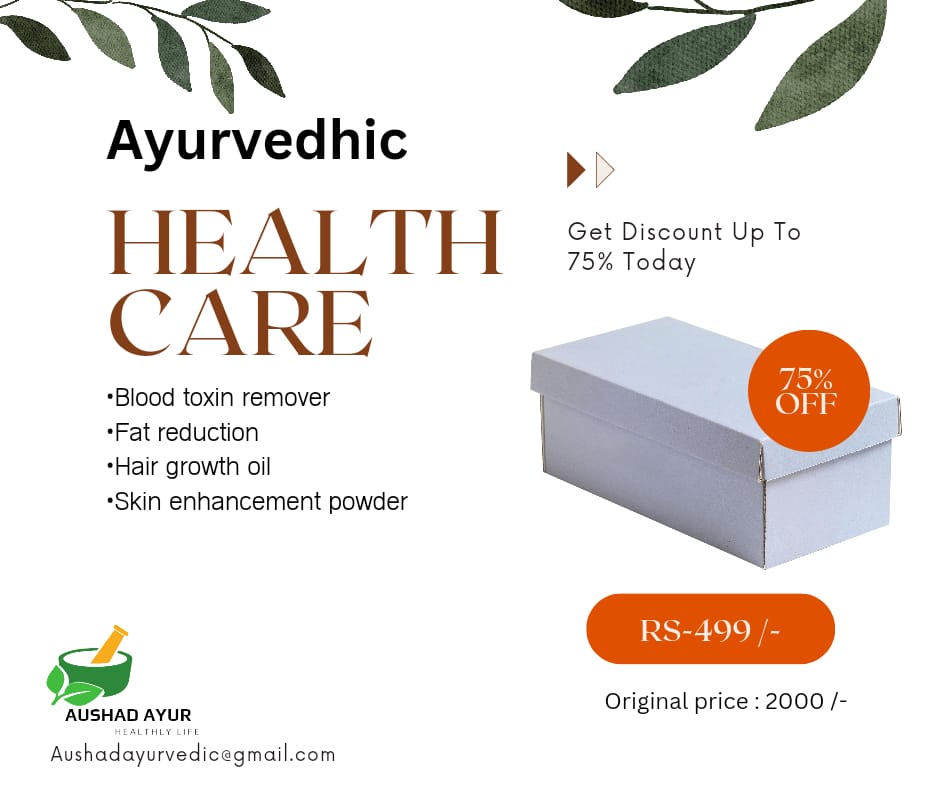 Ayurvedhic
HEALTH
CARE
•Blood toxin remover
•Fat reduction
•Hair growth oil
•Skin enhancement powder
Get Discount Up To
75% Today
75%
OFF
RS-499 /-
Original price : 2000 /-
AUSHAD AYUR
HEALTHLY LIFE
Aushadayurvedic@gmail.com